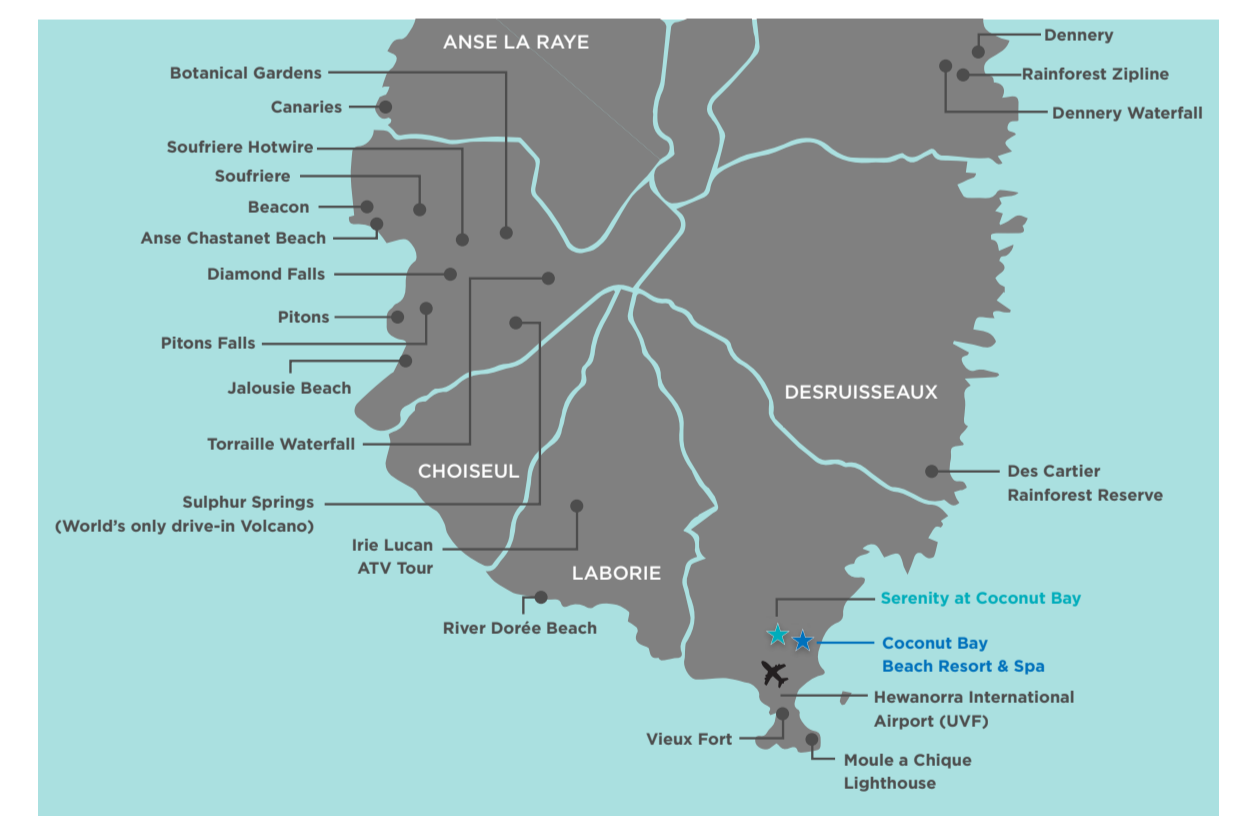 ANSE LA RAYE
Botanical Gardens
Canaries
Soufriere Hotwire
Soufriere
Beacon
Anse Chastanet Beach
Diamond Falls
Pitons
Pitons Falls
Jalousie Beach
Torraille Waterfall
CHOISEUL
Sulphur Springs
(World's only drive-in Volcano)
Irie Lucan
ATV Tour
LABORIE
River Dorée Beach
Dennery
Rainforest Zipline
Dennery Waterfall
DESRUISSEAUX
Des Cartier
Rainforest Reserve
Serenity at Coconut Bay
Coconut Bay
Beach Resort & Spa
Hewanorra International
Airport (UVF)
Vieux Fort
Moule a Chique
Lighthouse